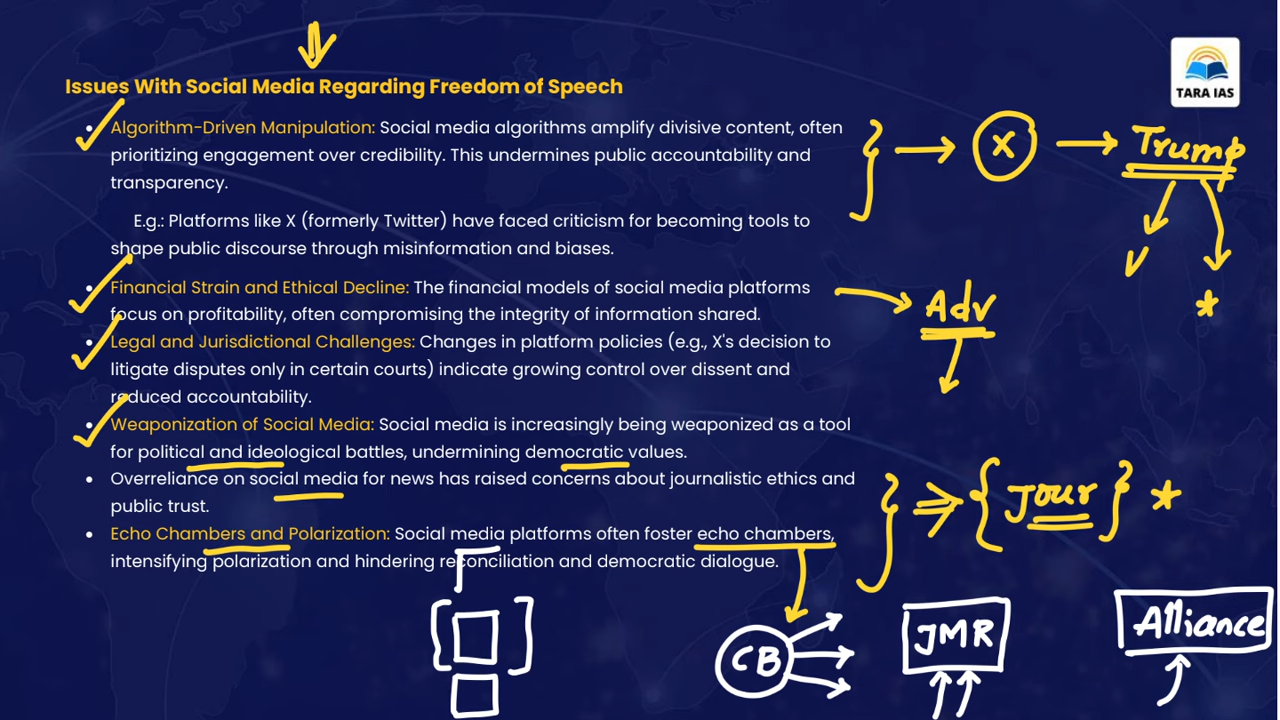 Issues With Social Media Regarding Freedom of Speech
TARA IAS
• Algorithm-Driven Manipulation: Social media algorithms amplify divisive content, often
prioritizing engagement over credibility. This undermines public accountability and
transparency.
X
Trump
E.g.: Platforms like X (formerly Twitter) have faced criticism for becoming tools to
shape public discourse through misinformation and biases.
• Financial Strain and Ethical Decline: The financial models of social media platforms
focus on profitability, often compromising the integrity of information shared.
Adv
• Legal and Jurisdictional Challenges: Changes in platform policies (e.g., X's decision to
litigate disputes only in certain courts) indicate growing control over dissent and
reduced accountability.
• Weaponization of Social Media: Social media is increasingly being weaponized as a tool
for political and ideological battles, undermining democratic values.
• Overreliance on social media for news has raised concerns about journalistic ethics and
public trust.
Jour
• Echo Chambers and Polarization: Social media platforms often foster echo chambers,
intensifying polarization and hindering reconciliation and democratic dialogue.
CB
JMR
Alliance